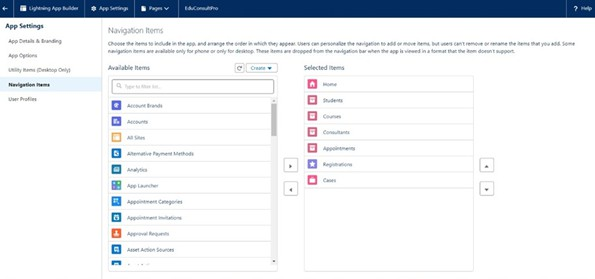 Lightning App Builder
App Settings
Pages
EduConsultPro
? Help
App Settings
App Details & Branding
App Options
Utility Items (Desktop Only)
Navigation Items
User Profiles
Navigation Items
Choose the items to include in the app, and arrange the order in which they appear. Users can personalize the navigation to add or move items, but users can't remove or rename the items that you add. Some
navigation items are available only for phone or only for desktop. These items are dropped from the navigation bar when the app is viewed in a format that the item doesn't support.
Available Items
Create
Type to filter list...
Account Brands
Accounts
All Sites
Alternative Payment Methods
Analytics
App Launcher
Appointment Categories
Appointment Invitations
Approval Requests
Asset Action Sources
Selected Items
Home
Students
Courses
Consultants
Appointments
Registrations
Cases